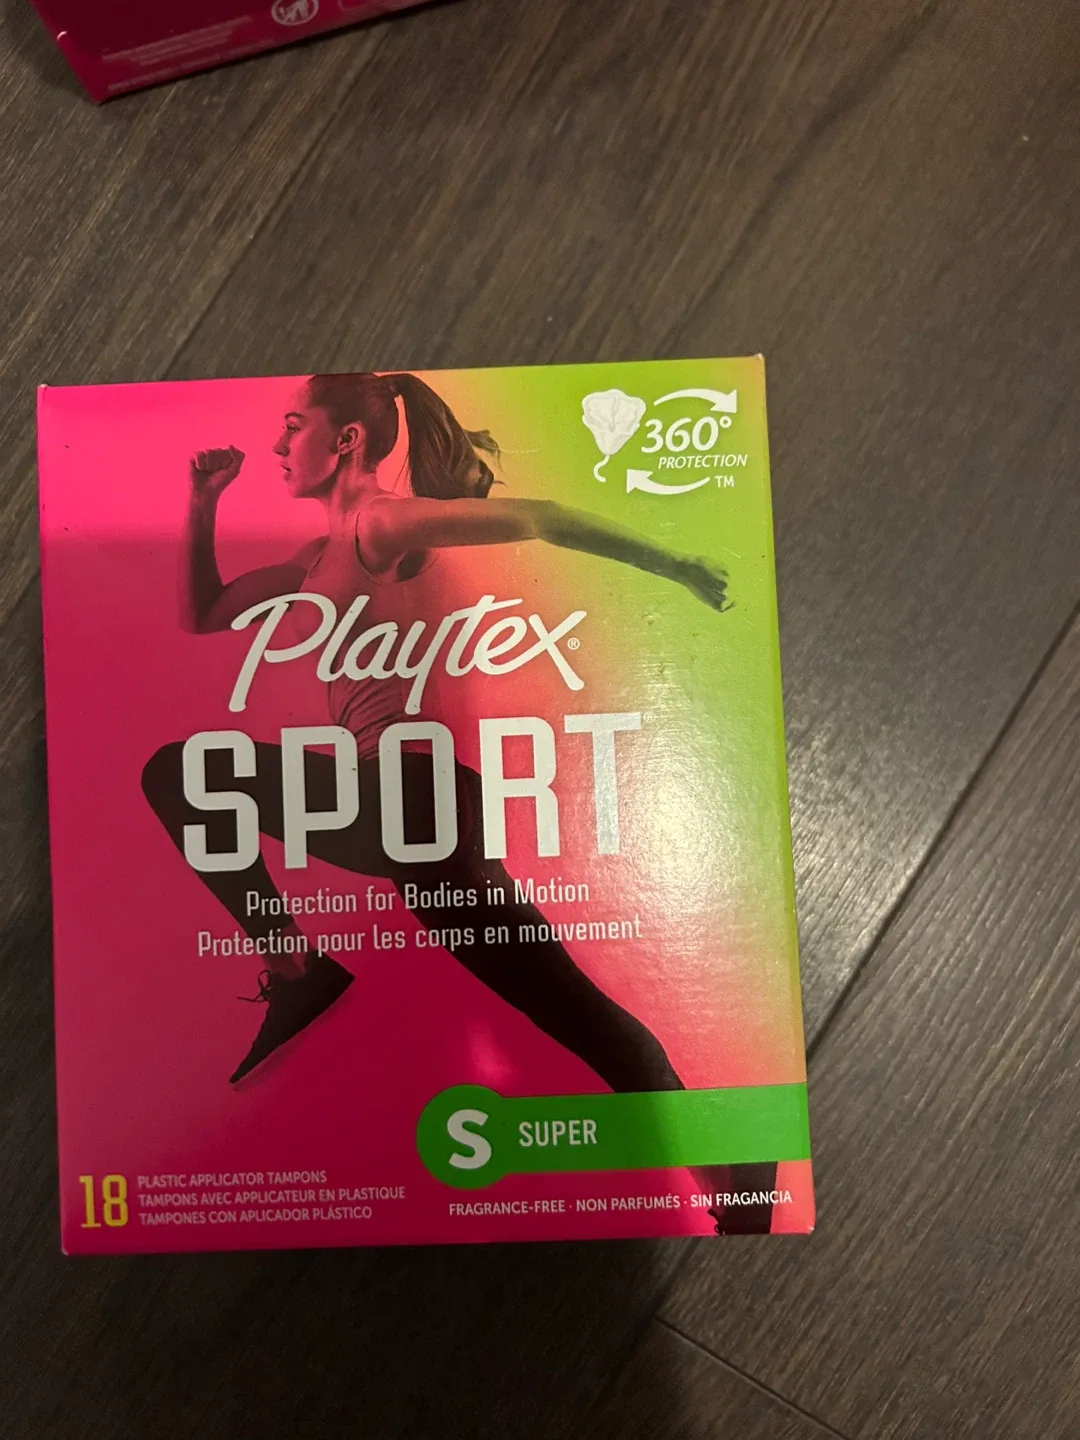 360°
PROTECTION
TM
Playtex®
SPORT®
Protection for Bodies in Motion
Protection pour les corps en mouvement
S SUPER
18 PLASTIC APPLICATOR TAMPONS
TAMPONS AVEC APPLICATEUR EN PLASTIQUE
TAMPONES CON APLICADOR PLÁSTICO
FRAGRANCE-FREE · NON PARFUMÉS · SIN FRAGANCIA